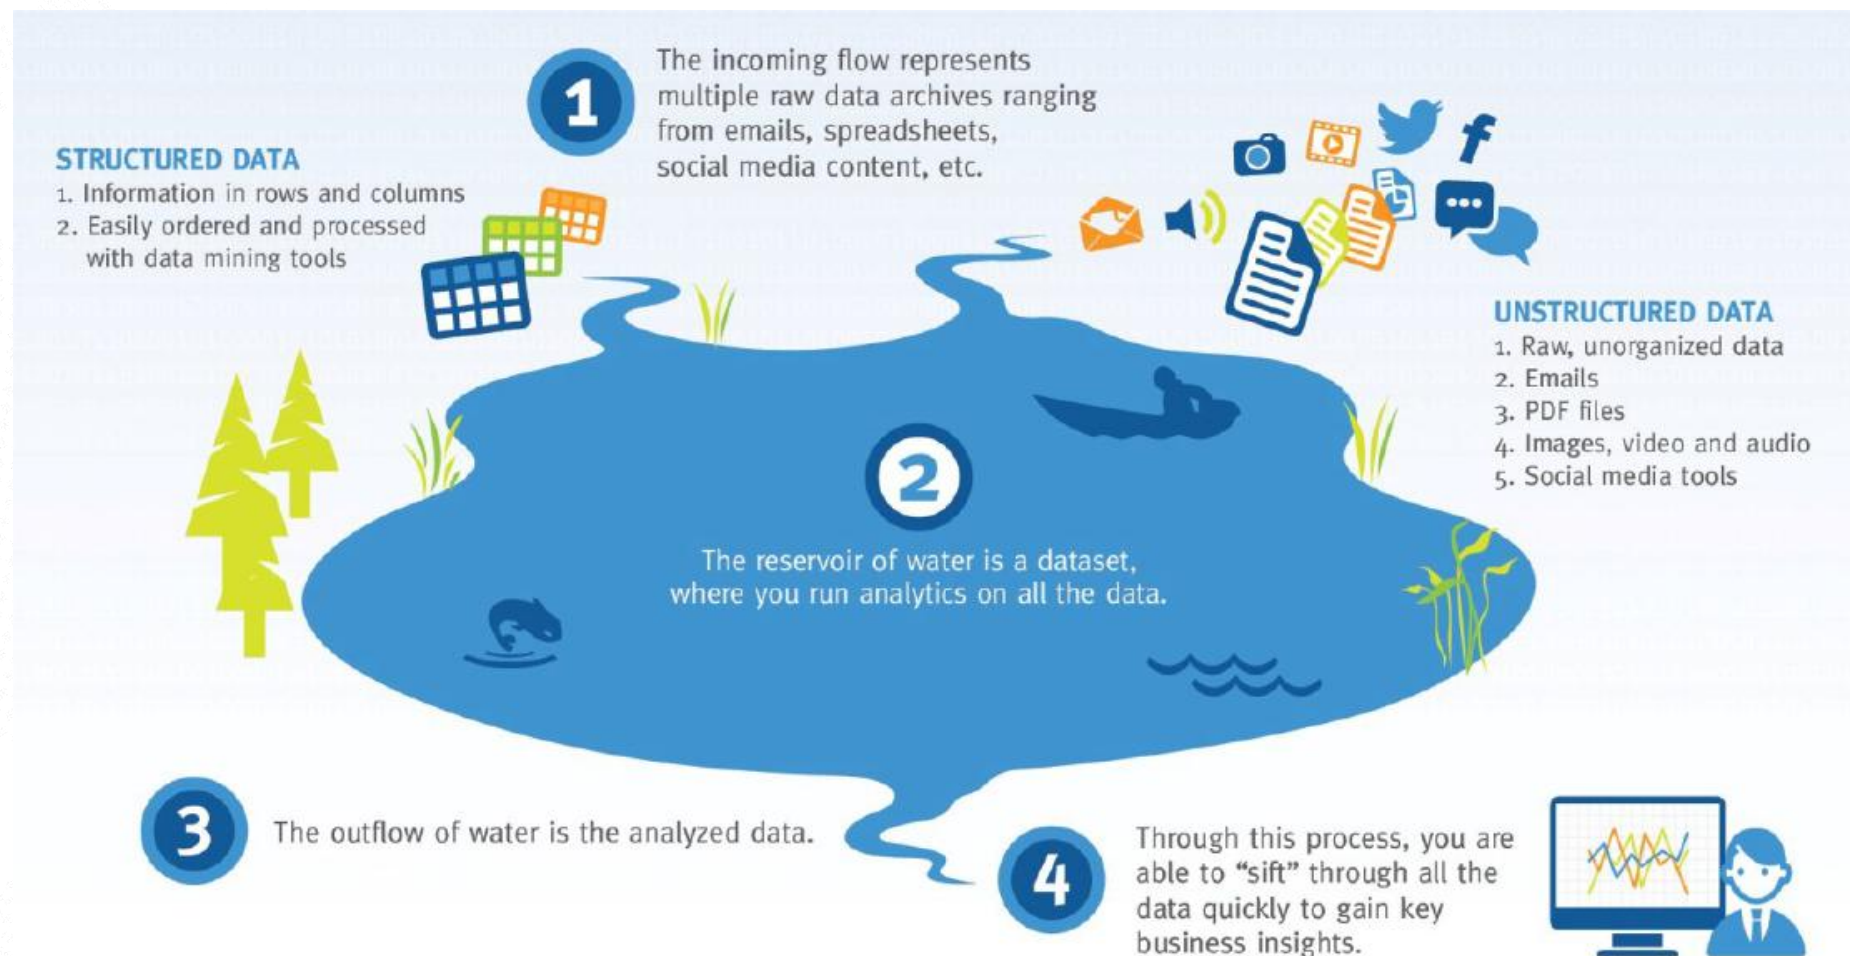 1
The incoming flow represents
multiple raw data archives ranging
from emails, spreadsheets,
social media content, etc.
STRUCTURED DATA
1. Information in rows and columns
2. Easily ordered and processed
with data mining tools
UNSTRUCTURED DATA
1. Raw, unorganized data
2. Emails
3. PDF files
4. Images, video and audio
5. Social media tools
2
The reservoir of water is a dataset,
where you run analytics on all the data.
3
The outflow of water is the analyzed data.
4
Through this process, you are
able to “sift” through all the
data quickly to gain key
business insights.